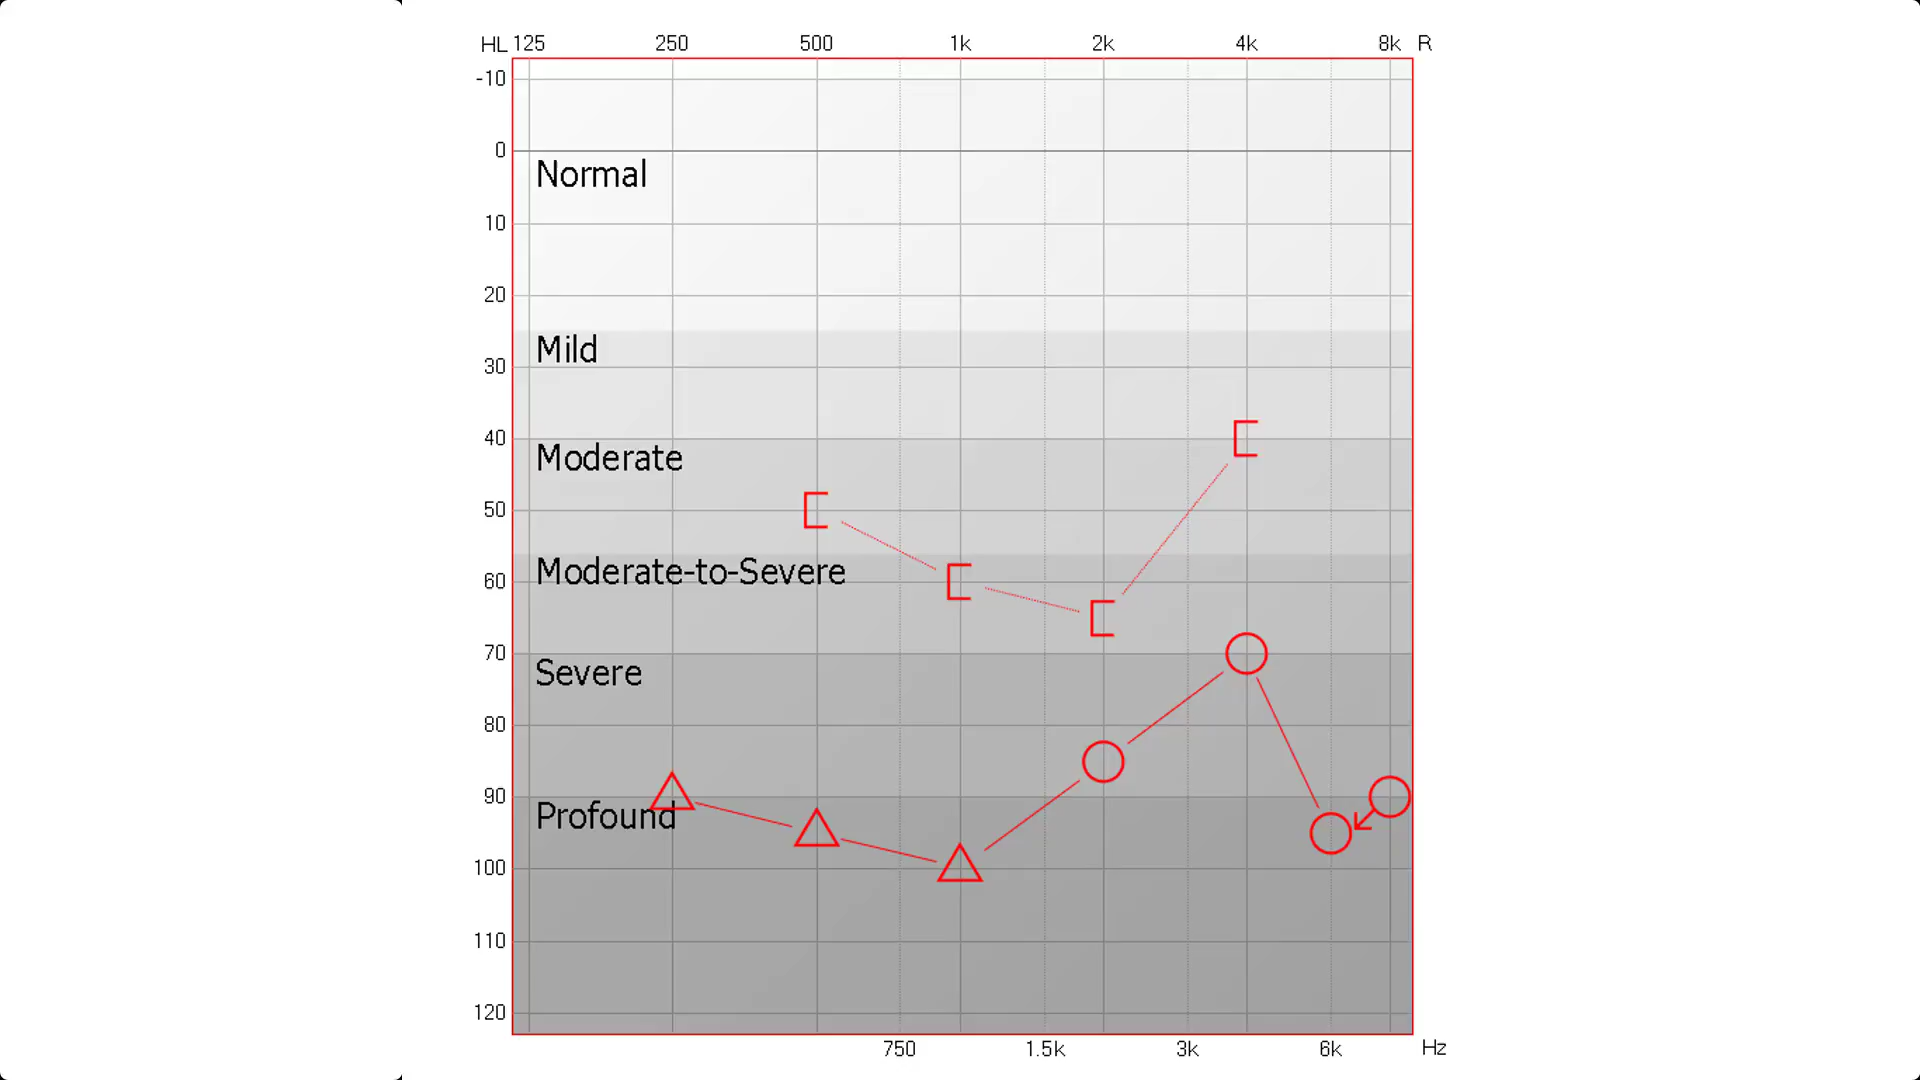 HL 125 250 500 1k 2k 4k 8k R
-10
0
Normal
10
20
Mild
30
40
Moderate
50
Moderate-to-Severe
60
70
Severe
80
90
Profound
100
110
120
750 1.5k 3k 6k Hz